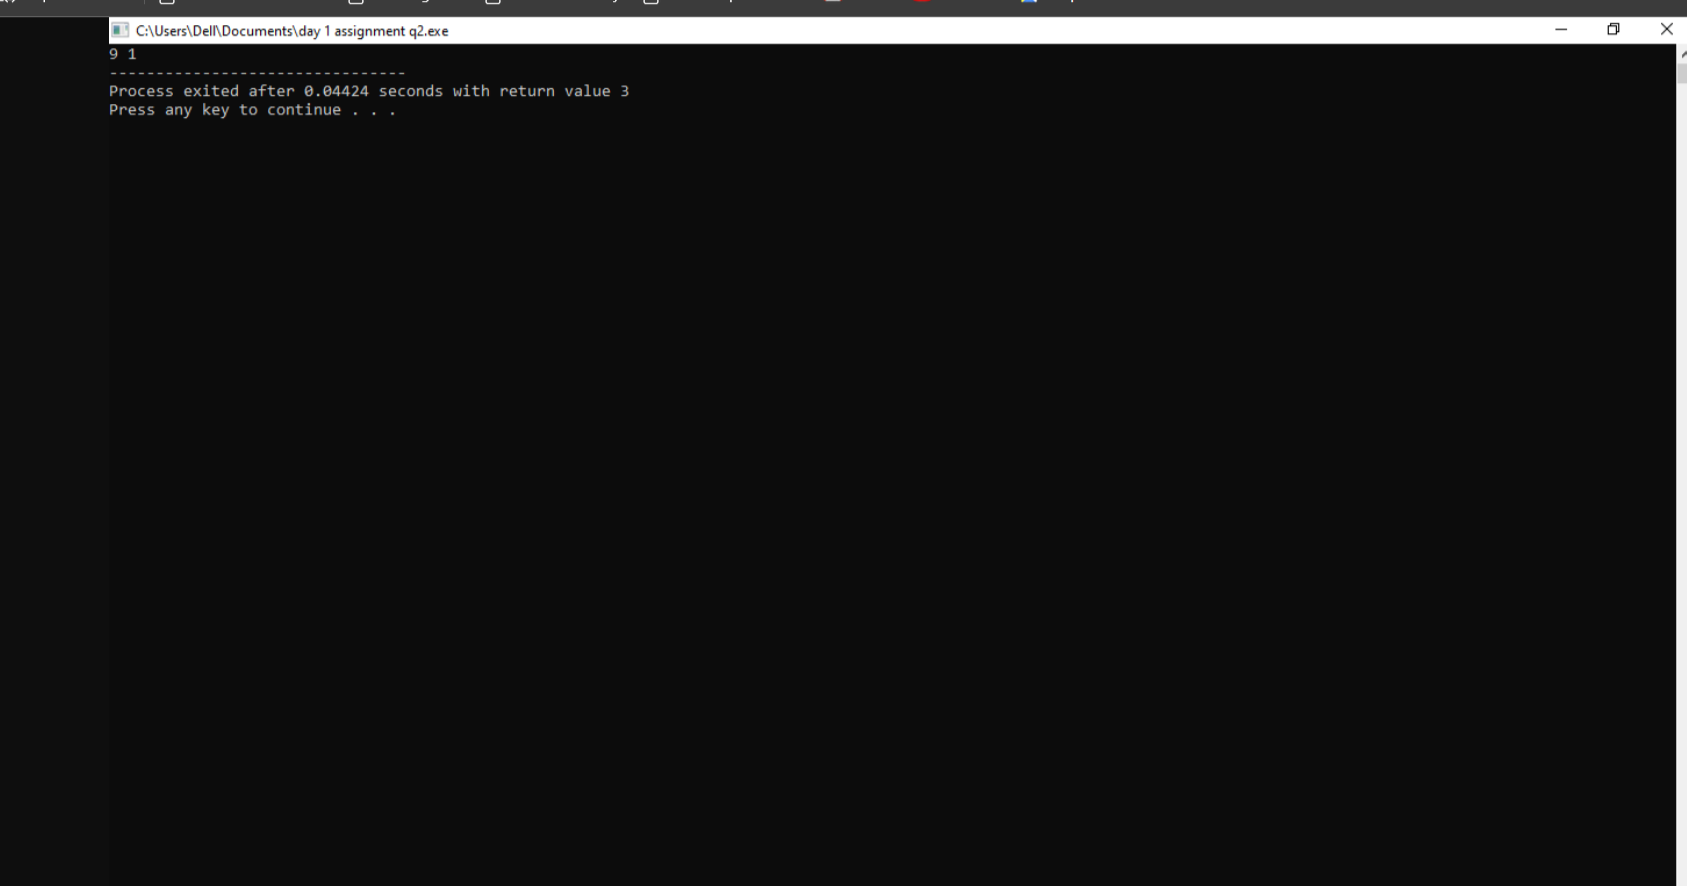 C:\Users\Dell\Documents\day 1 assignment q2.exe
9 1
--------------------------------
Process exited after 0.04424 seconds with return value 3
Press any key to continue . . .